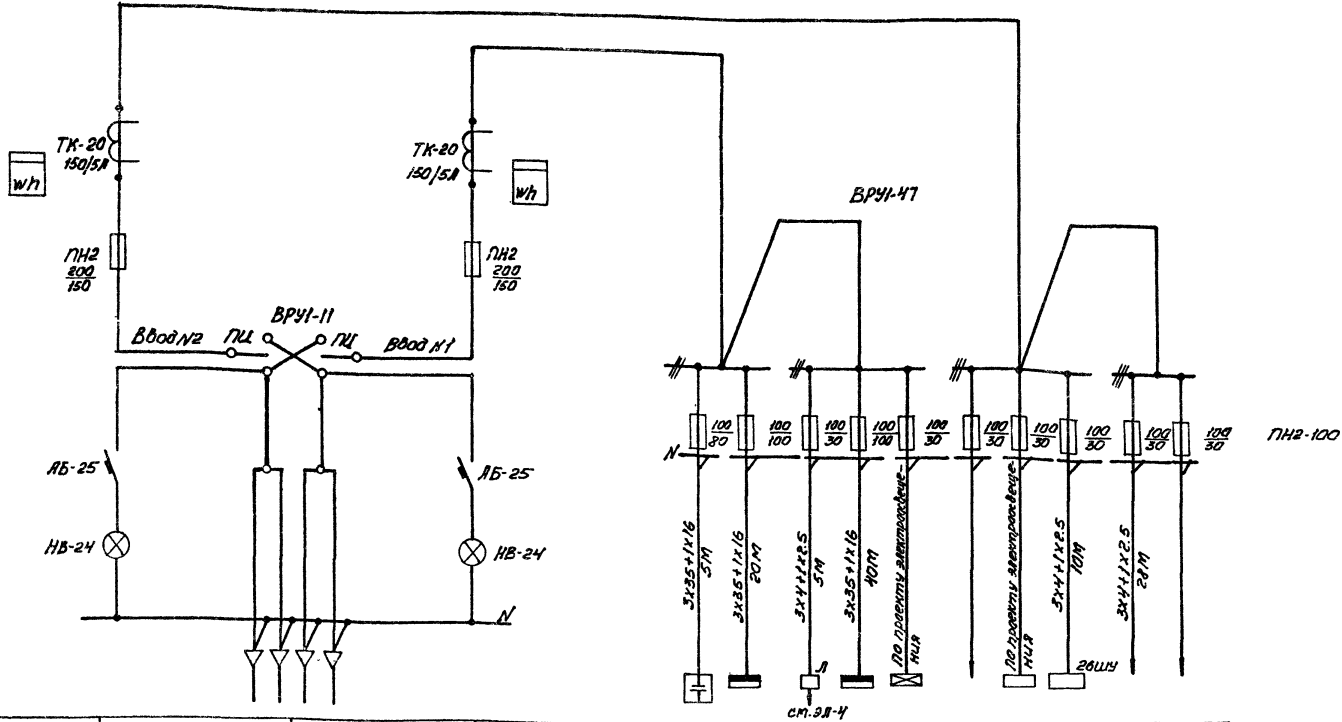 ТК-20
150/5А
Wh
ТК-20
150/5А
Wh
ВРУ1-47
ПН2
200
150
ПН2
200
150
ВРУ1-11
Ввод N2
ПЦ
ПЦ
Ввод N1
100
80
100
100
100
30
100
100
100
30
100
30
100
30
100
30
100
30
100
30
ПН2-100
N
АБ-25
АБ-25
НВ-24
НВ-24
N
3х35+1х16
5М
3х35+1х16
20М
3х4+1х2.5
5М
3х35+1х16
40М
По проекту электроосвеще-
ния
По проекту электроосвеще-
ния
3х4+1х2.5
10М
3х4+1х2.5
28М
Л
2вшу
ст.ЭЛ-4